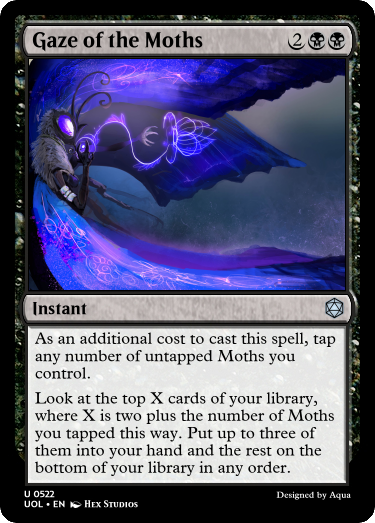 Gaze of the Moths 2
Instant
As an additional cost to cast this spell, tap
any number of untapped Moths you
control.
Look at the top X cards of your library,
where X is two plus the number of Moths
you tapped this way. Put up to three of
them into your hand and the rest on the
bottom of your library in any order.
U 0522
UOL • EN Hex Studios
Designed by Aqua